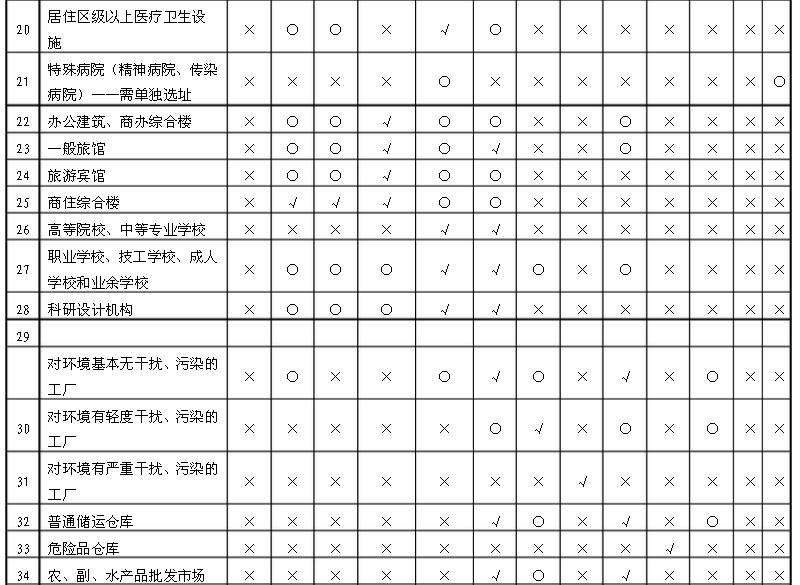 居住区级以上医疗卫生设
20 × ○ ○ × √ ○ × × × × × × ×
施
特殊病院（精神病院、传染
21 × × × × ○ × × × × × × × ○
病院）——需单独选址
22 办公建筑、商办综合楼 × ○ ○ √ ○ ○ × × ○ × × × ×
23 一般旅馆 × ○ ○ √ ○ √ × × ○ × × × ×
24 旅游宾馆 × ○ ○ √ ○ ○ × × × × × × ×
25 商住综合楼 × √ √ √ ○ ○ × × × × × × ×
26 高等院校、中等专业学校 × × × × √ √ × × × × × × ×
职业学校、技工学校、成人
27 × ○ ○ ○ √ √ ○ × ○ × × × ×
学校和业余学校
28 科研设计机构 × ○ ○ ○ √ √ × × × × × × ×
29
对环境基本无干扰、污染的
× ○ × × ○ √ ○ × √ × ○ × ×
工厂
对环境有轻度干扰、污染的
30 × × × × × ○ √ × ○ × ○ × ×
工厂
对环境有严重干扰、污染的
31 × × × × × × × √ × × × × ×
工厂
32 普通储运仓库 × × × × × √ ○ × √ × ○ × ×
33 危险品仓库 × × × × × × × × × √ × × ×
34 农、副、水产品批发市场 × × × × × √ ○ × √ × × × ×